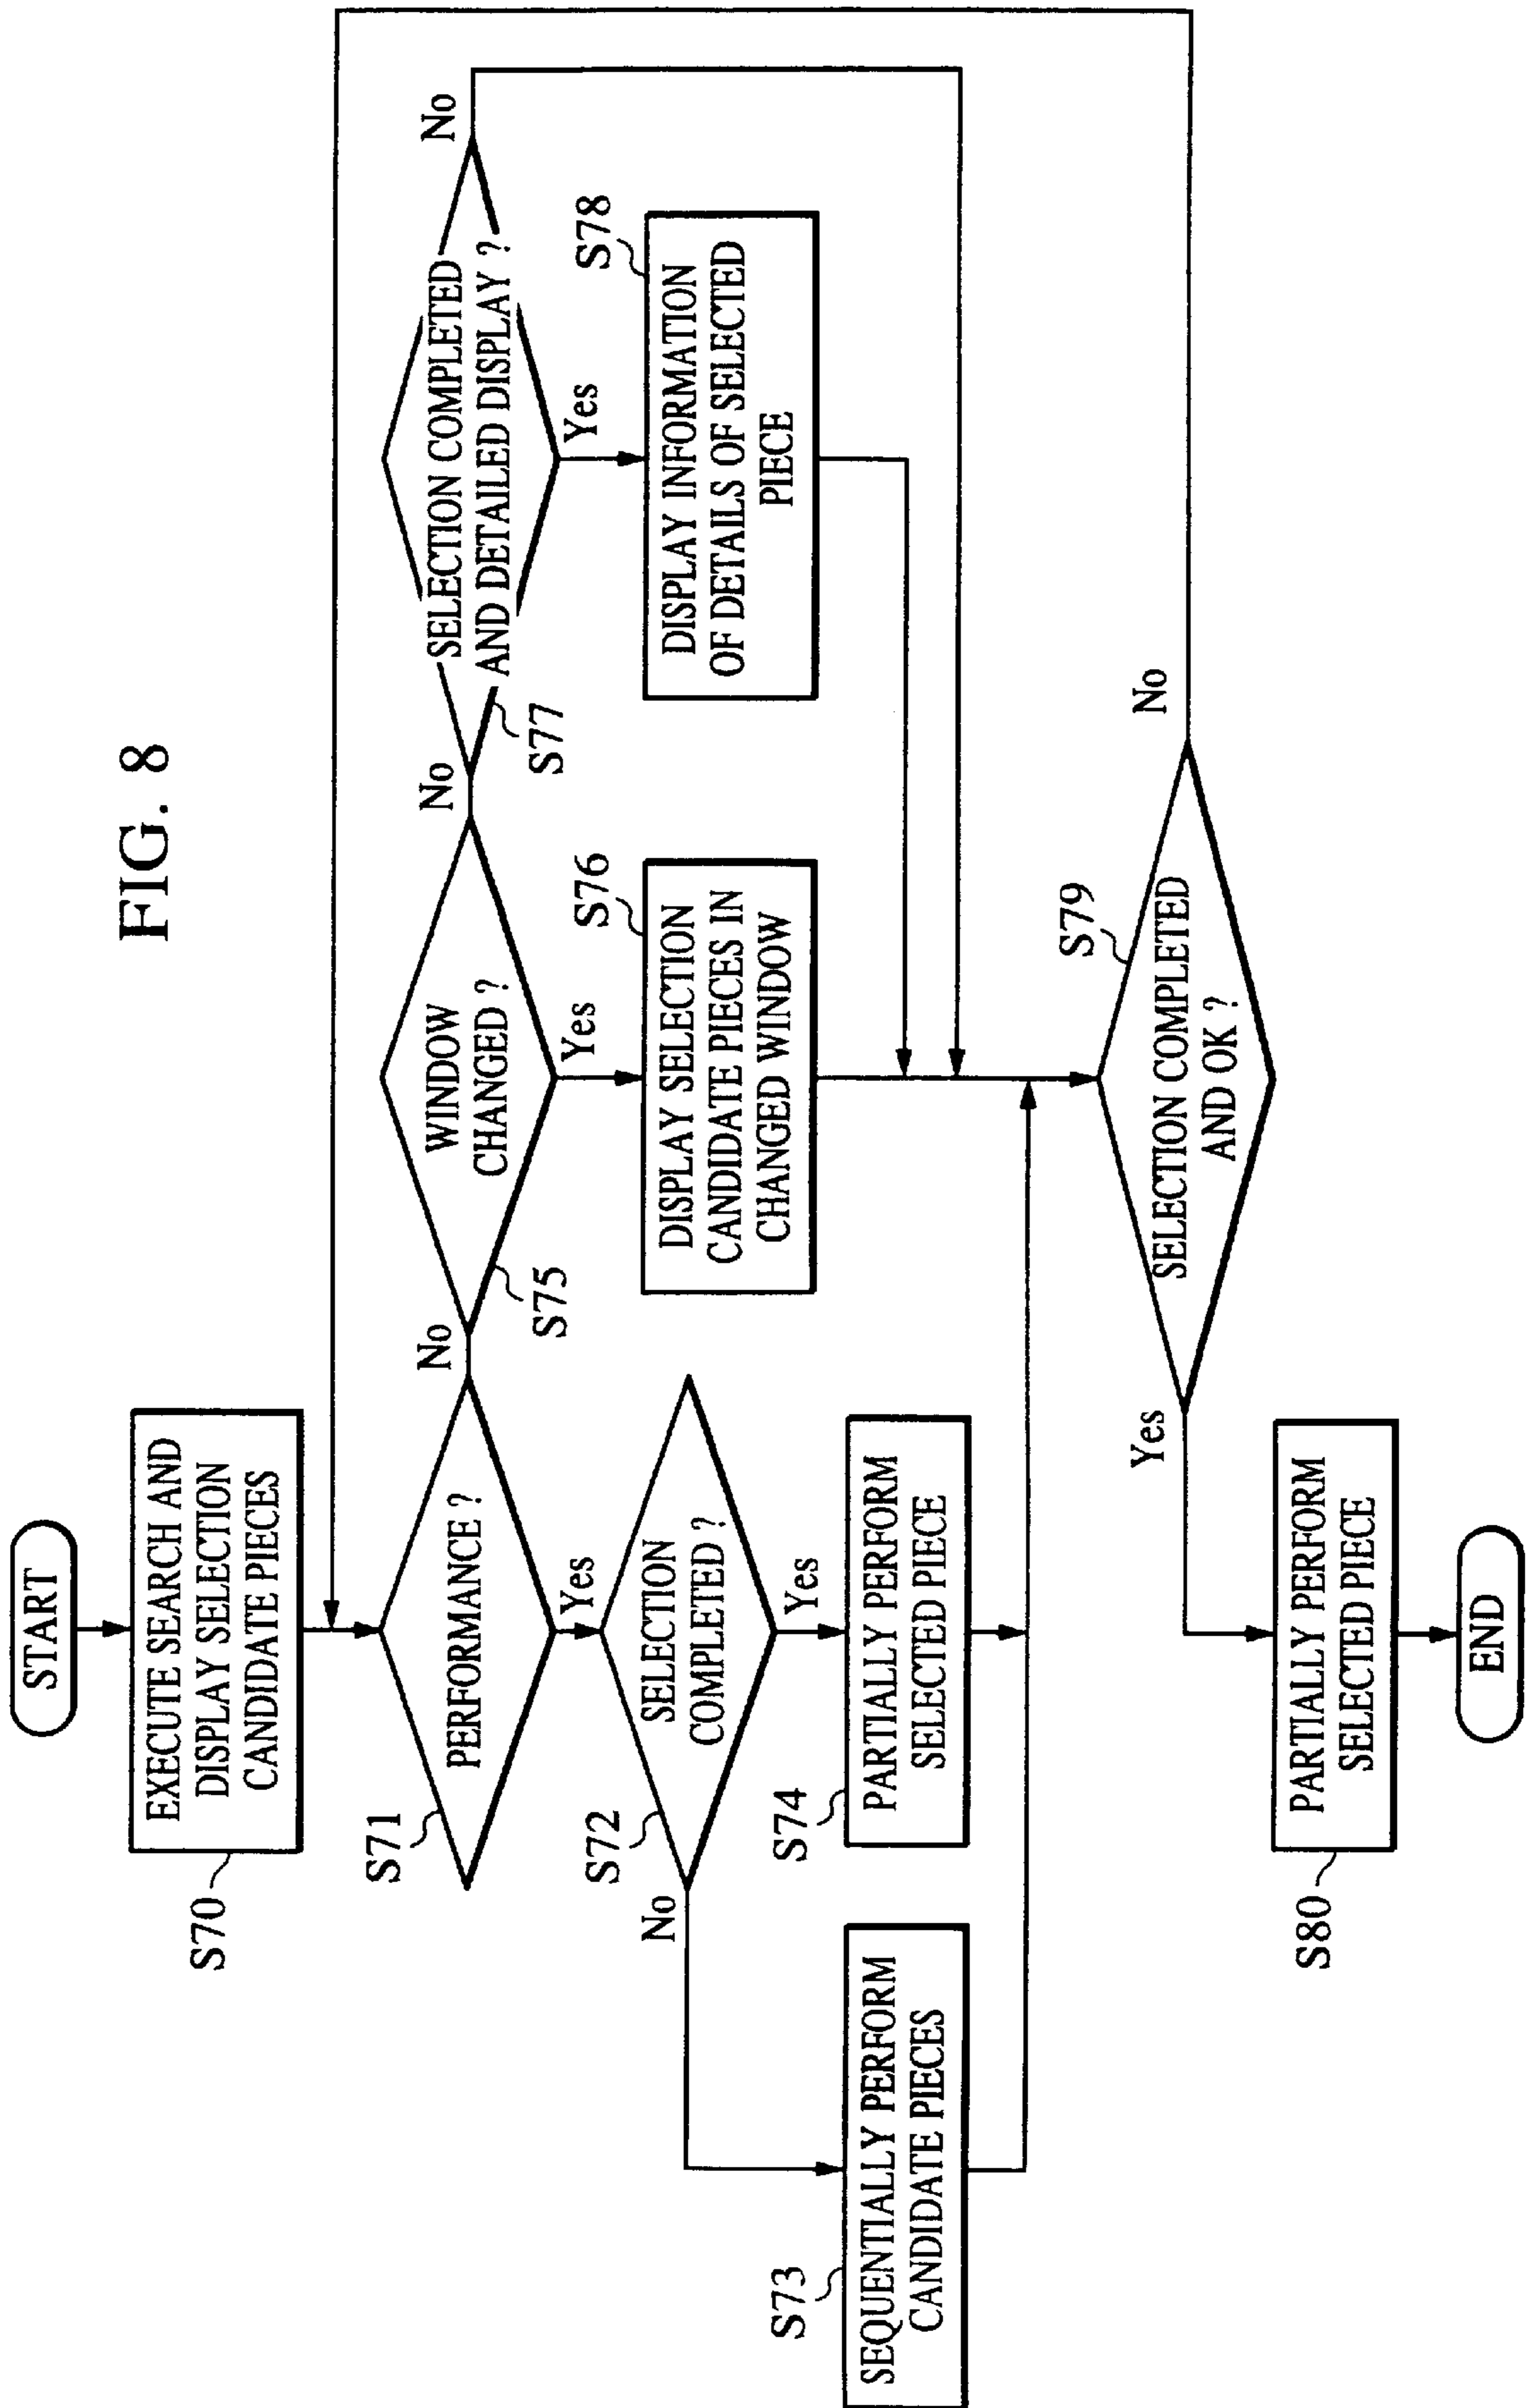 FIG. 8
START
EXECUTE SEARCH AND
DISPLAY SELECTION
CANDIDATE PIECES
S70
PERFORMANCE ?
S71
No
Yes
SELECTION
COMPLETED ?
S72
No
Yes
SEQUENTIALLY PERFORM
CANDIDATE PIECES
S73
PARTIALLY PERFORM
SELECTED PIECE
S74
WINDOW
CHANGED ?
S75
No
Yes
DISPLAY SELECTION
CANDIDATE PIECES IN
CHANGED WINDOW
S76
SELECTION COMPLETED
AND DETAILED DISPLAY ?
S77
No
Yes
DISPLAY INFORMATION
OF DETAILS OF SELECTED
PIECE
S78
SELECTION COMPLETED
AND OK ?
S79
No
Yes
PARTIALLY PERFORM
SELECTED PIECE
S80
END